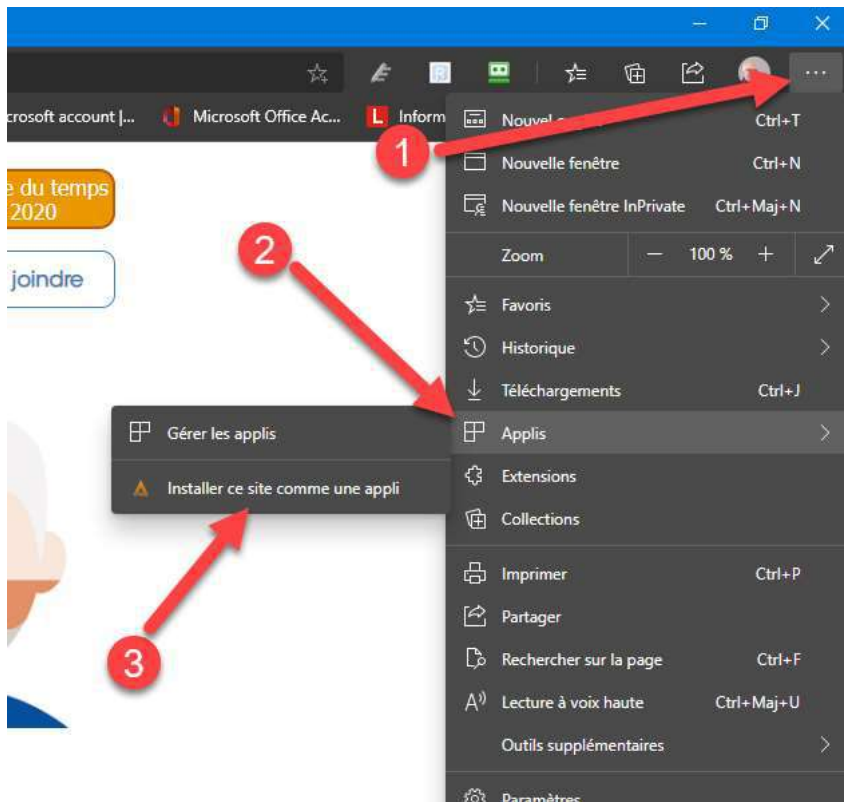 crosoft account |...
Microsoft Office Ac...
L
Inform
1
e du temps
2020
joindre
2
3
Nouvel
Ctrl+T
Nouvelle fenêtre
Ctrl+N
Nouvelle fenêtre InPrivate
Ctrl+Maj+N
Zoom
— 100 % +
Favoris
Historique
Téléchargements
Ctrl+J
Applis
Gérer les applis
Installer ce site comme une appli
Extensions
Collections
Imprimer
Ctrl+P
Partager
Rechercher sur la page
Ctrl+F
Lecture à voix haute
Ctrl+Maj+U
Outils supplémentaires
Paramètres